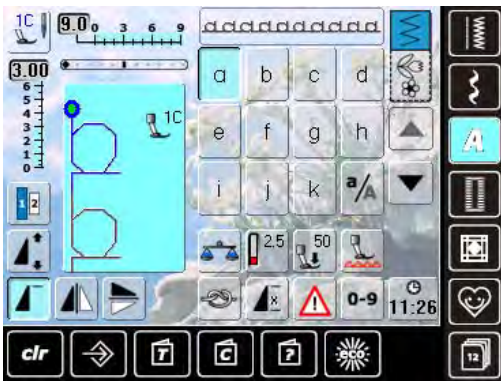 1C
9.0
0 3 6 9
aaaaaaaaaa
3.00
6
5
4
3
2
1
0
1C
a b c d
e f g h
i j k a/A
1 2
2.5 50
x 0-9 11:26
A
clr T C ? eco 12